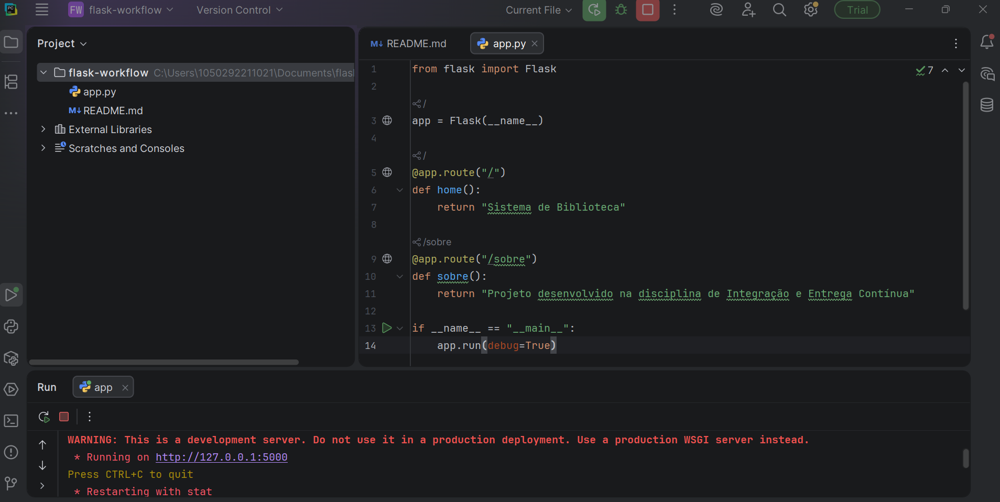 PC
FW flask-workflow Version Control Current File Trial
Project
flask-workflow C:\Users\1050292211021\Documents\flas
app.py
M↓ README.md
External Libraries
Scratches and Consoles
M↓ README.md app.py
7
1 from flask import Flask
2
/
3 app = Flask(__name__)
4
/
5 @app.route("/")
6 def home():
7 return "Sistema de Biblioteca"
8
/sobre
9 @app.route("/sobre")
10 def sobre():
11 return "Projeto desenvolvido na disciplina de Integração e Entrega Contínua"
12
13 if __name__ == "__main__":
14 app.run(debug=True)
Run app
WARNING: This is a development server. Do not use it in a production deployment. Use a production WSGI server instead.
* Running on http://127.0.0.1:5000
Press CTRL+C to quit
* Restarting with stat